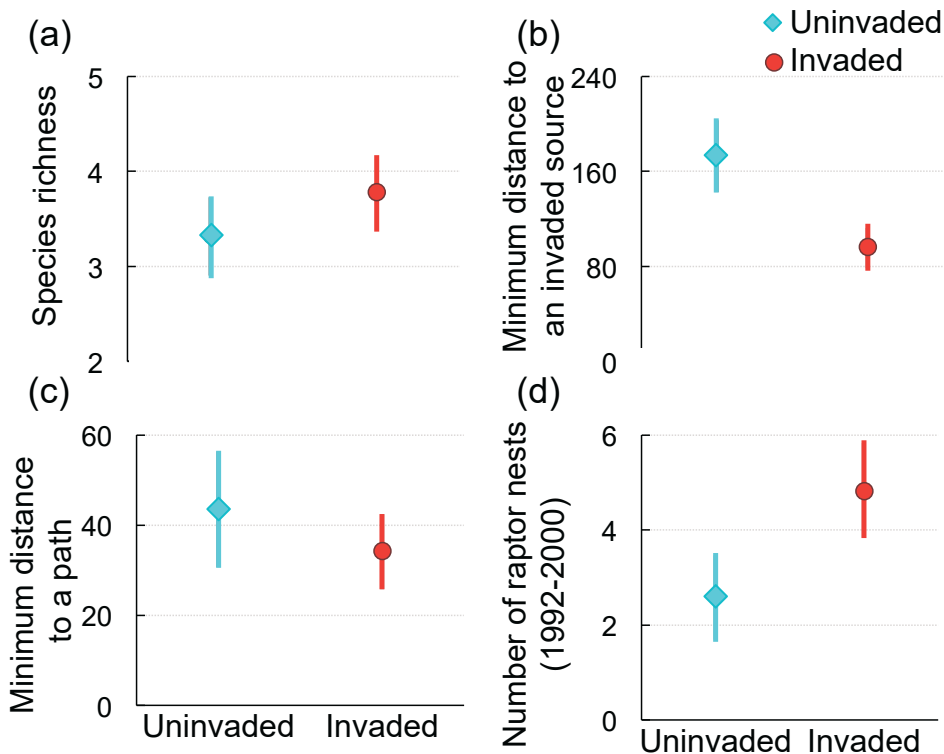 (a)
(b)
Uninvaded
Invaded
Species richness
5
4
3
2
Minimum distance to
an invaded source
240
160
80
0
(c)
(d)
Minimum distance
to a path
60
40
20
0
Uninvaded
Invaded
Number of raptor nests
(1992-2000)
6
4
2
0
Uninvaded
Invaded